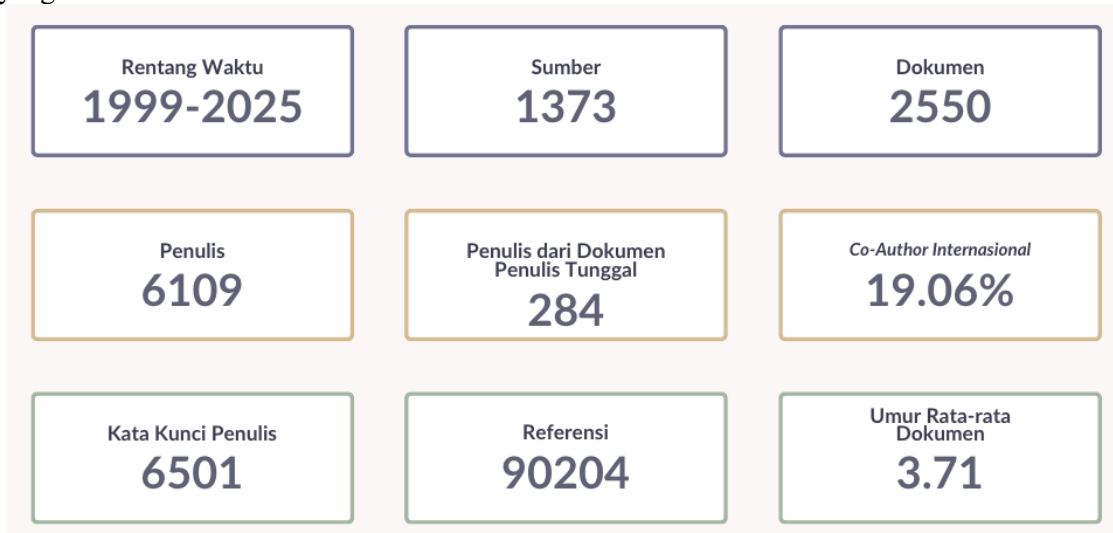 Rentang Waktu
1999-2025
Sumber
1373
Dokumen
2550
Penulis
6109
Penulis dari Dokumen
Penulis Tunggal
284
Co-Author Internasional
19.06%
Kata Kunci Penulis
6501
Referensi
90204
Umur Rata-rata
Dokumen
3.71